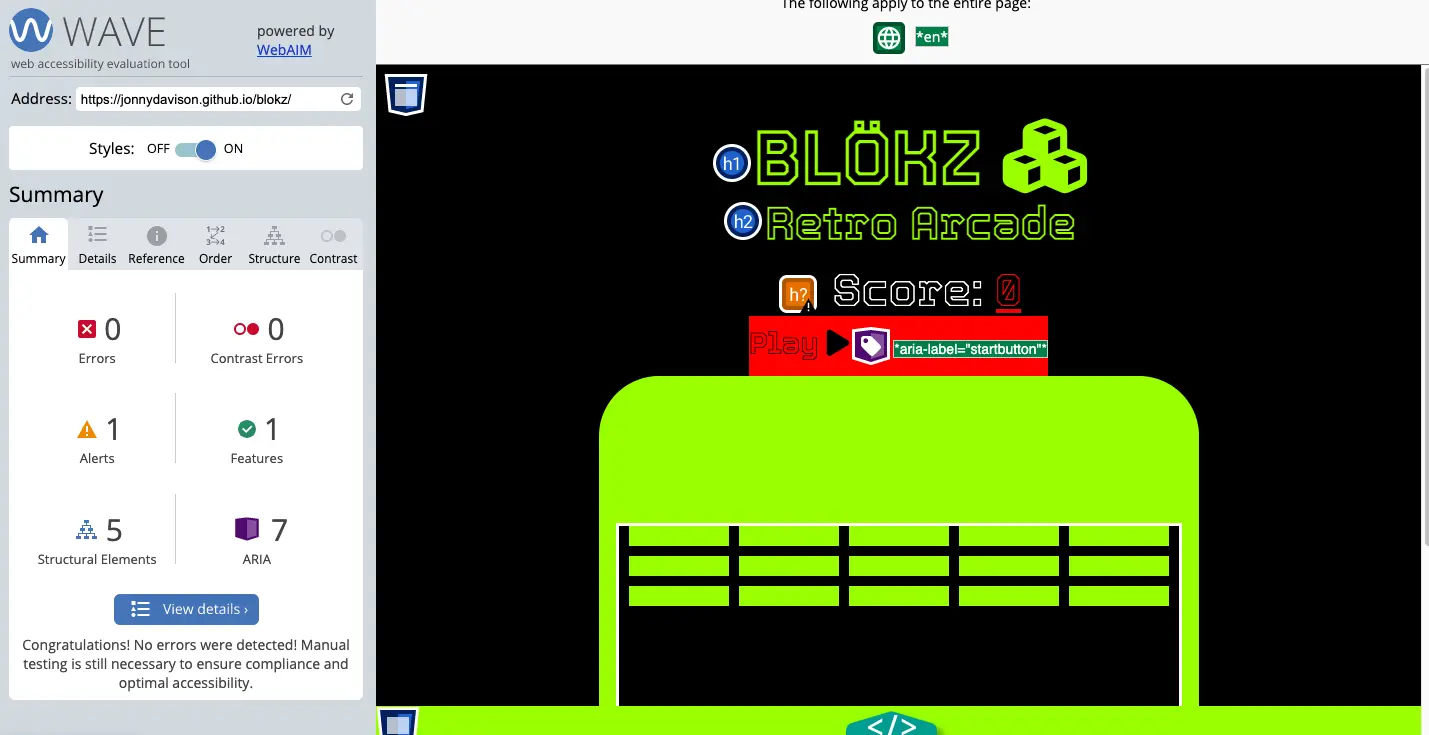 WAVE
web accessibility evaluation tool
powered by
WebAIM
Address: https://jonnydavison.github.io/blokz/
Styles: OFF ON
Summary
Summary Details Reference Order Structure Contrast
0 0
Errors Contrast Errors
1 1
Alerts Features
5 7
Structural Elements ARIA
View details ›
Congratulations! No errors were detected! Manual
testing is still necessary to ensure compliance and
optimal accessibility.
The following apply to the entire page:
*en*
h1 BLÖKZ
h2 Retro Arcade
h? Score: 0
Play *aria-label="startbutton"*
</>